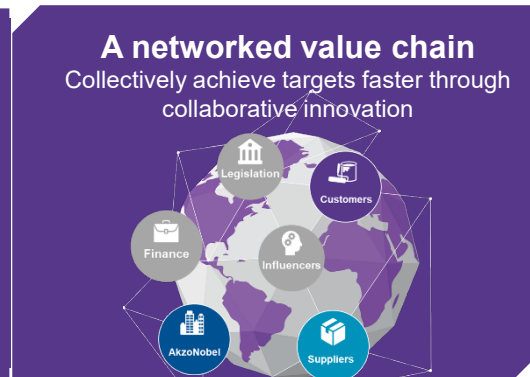 A networked value chain
Collectively achieve targets faster through
collaborative innovation
Legislation
Customers
Finance
Influencers
AkzoNobel
Suppliers